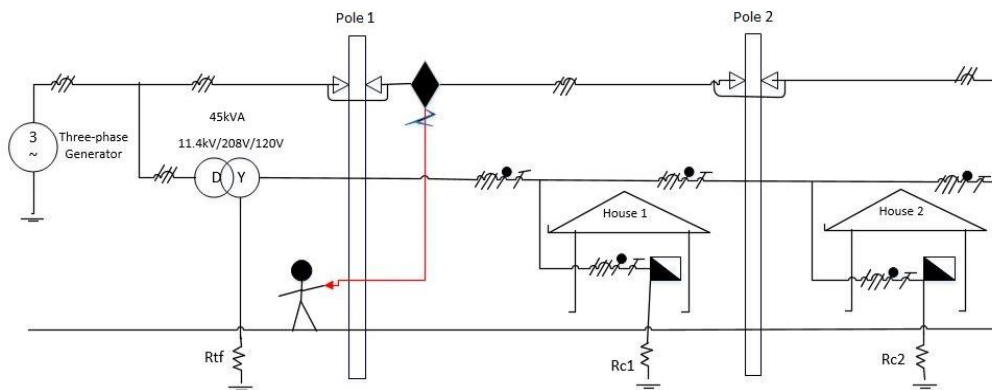 Pole 1
Pole 2
45kVA
11.4kV/208V/120V
3
~
Three-phase
Generator
D Y
House 1
House 2
Rtf
Rc1
Rc2